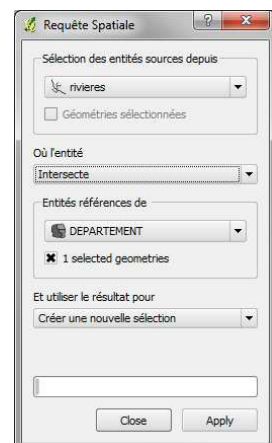 Requête Spatiale
Sélection des entités sources depuis
rivieres
Géométries sélectionnées
Où l'entité
Intersecte
Entités références de
DEPARTEMENT
1 selected geometries
Et utiliser le résultat pour
Créer une nouvelle sélection
Close Apply